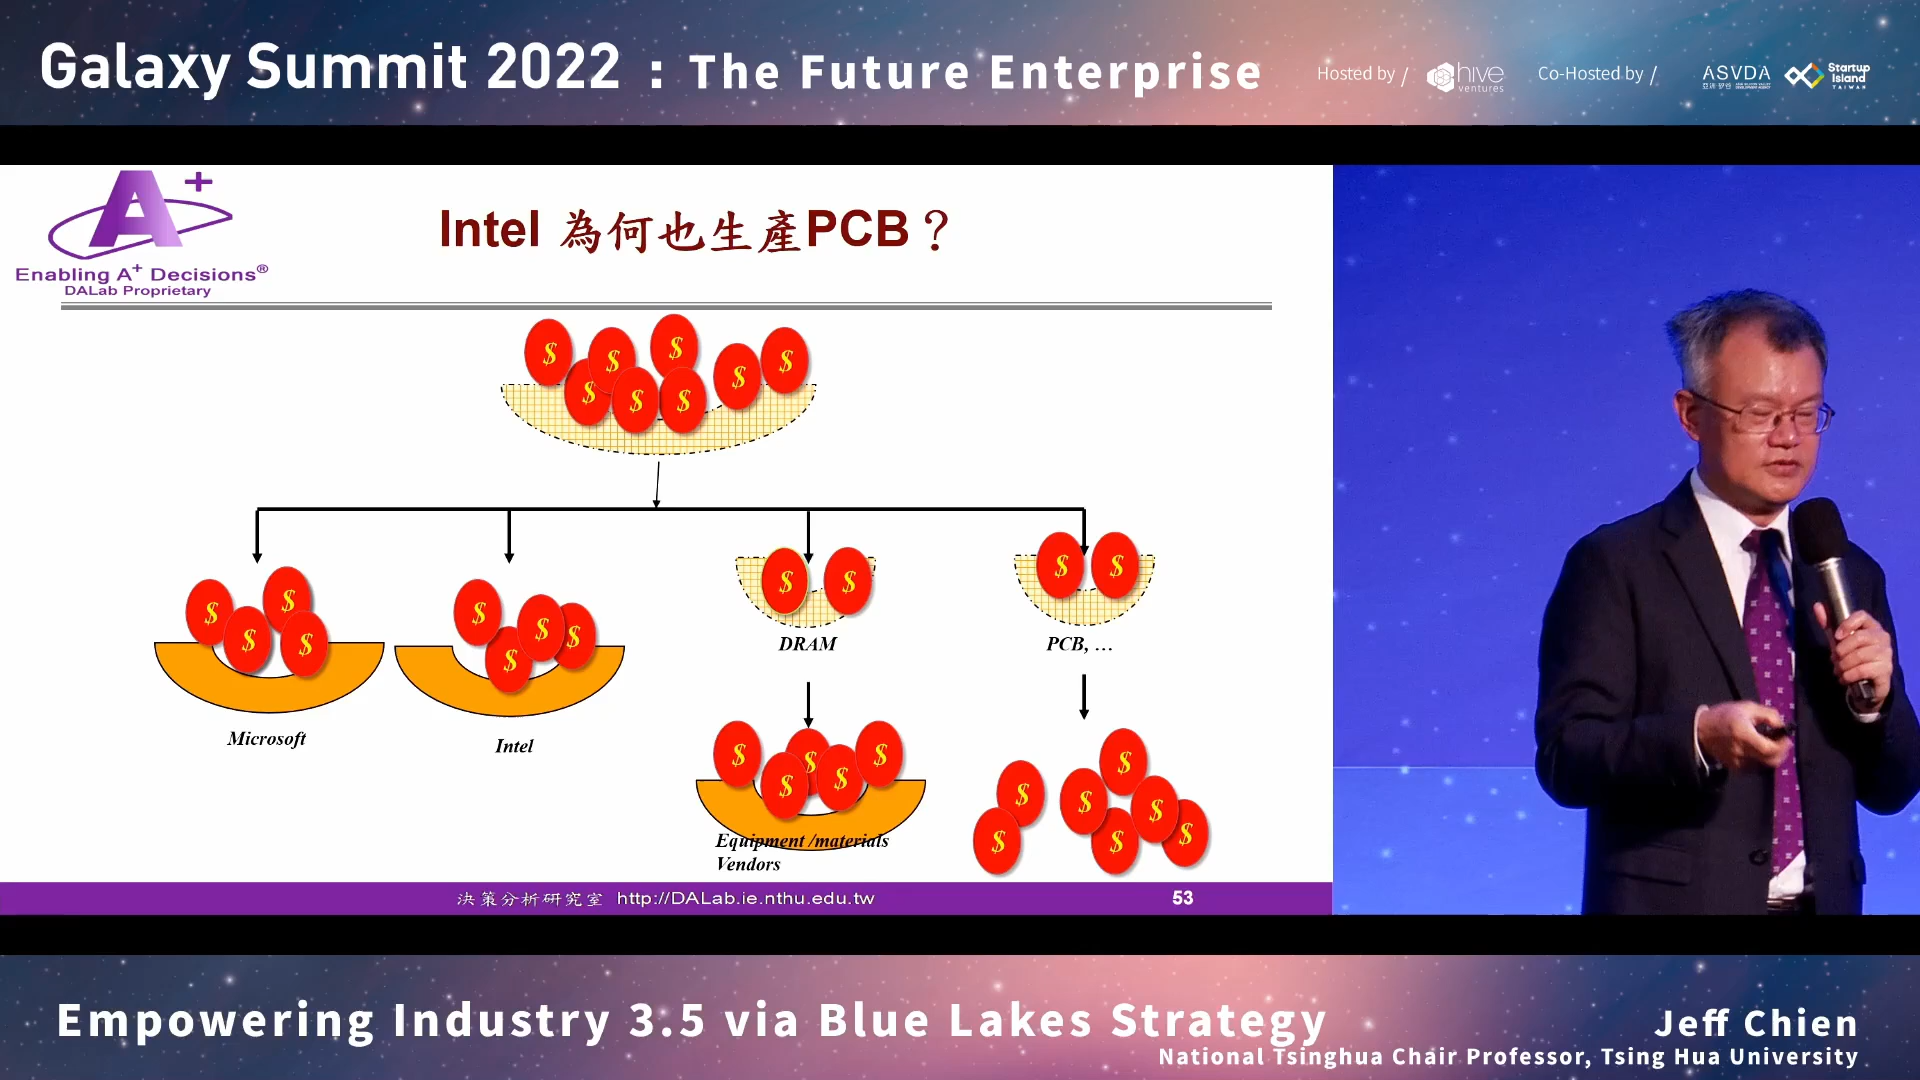 Galaxy Summit 2022 : The Future Enterprise
Hosted by / hive ventures
Co-Hosted by / ASVDA Startup Island TAIWAN
A+
Enabling A+ Decisions®
DALab Proprietary
Intel 為何也生產PCB？
$ $ $ $ $ $ $ $
$ $ $ $
Microsoft
$ $ $ $
Intel
$ $
DRAM
$ $
PCB, …
$ $ $ $ $
Equipment /materials
Vendors
$ $ $ $ $ $ $
決策分析研究室 http://DALab.ie.nthu.edu.tw
53
Empowering Industry 3.5 via Blue Lakes Strategy
Jeff Chien
National Tsinghua Chair Professor, Tsing Hua University